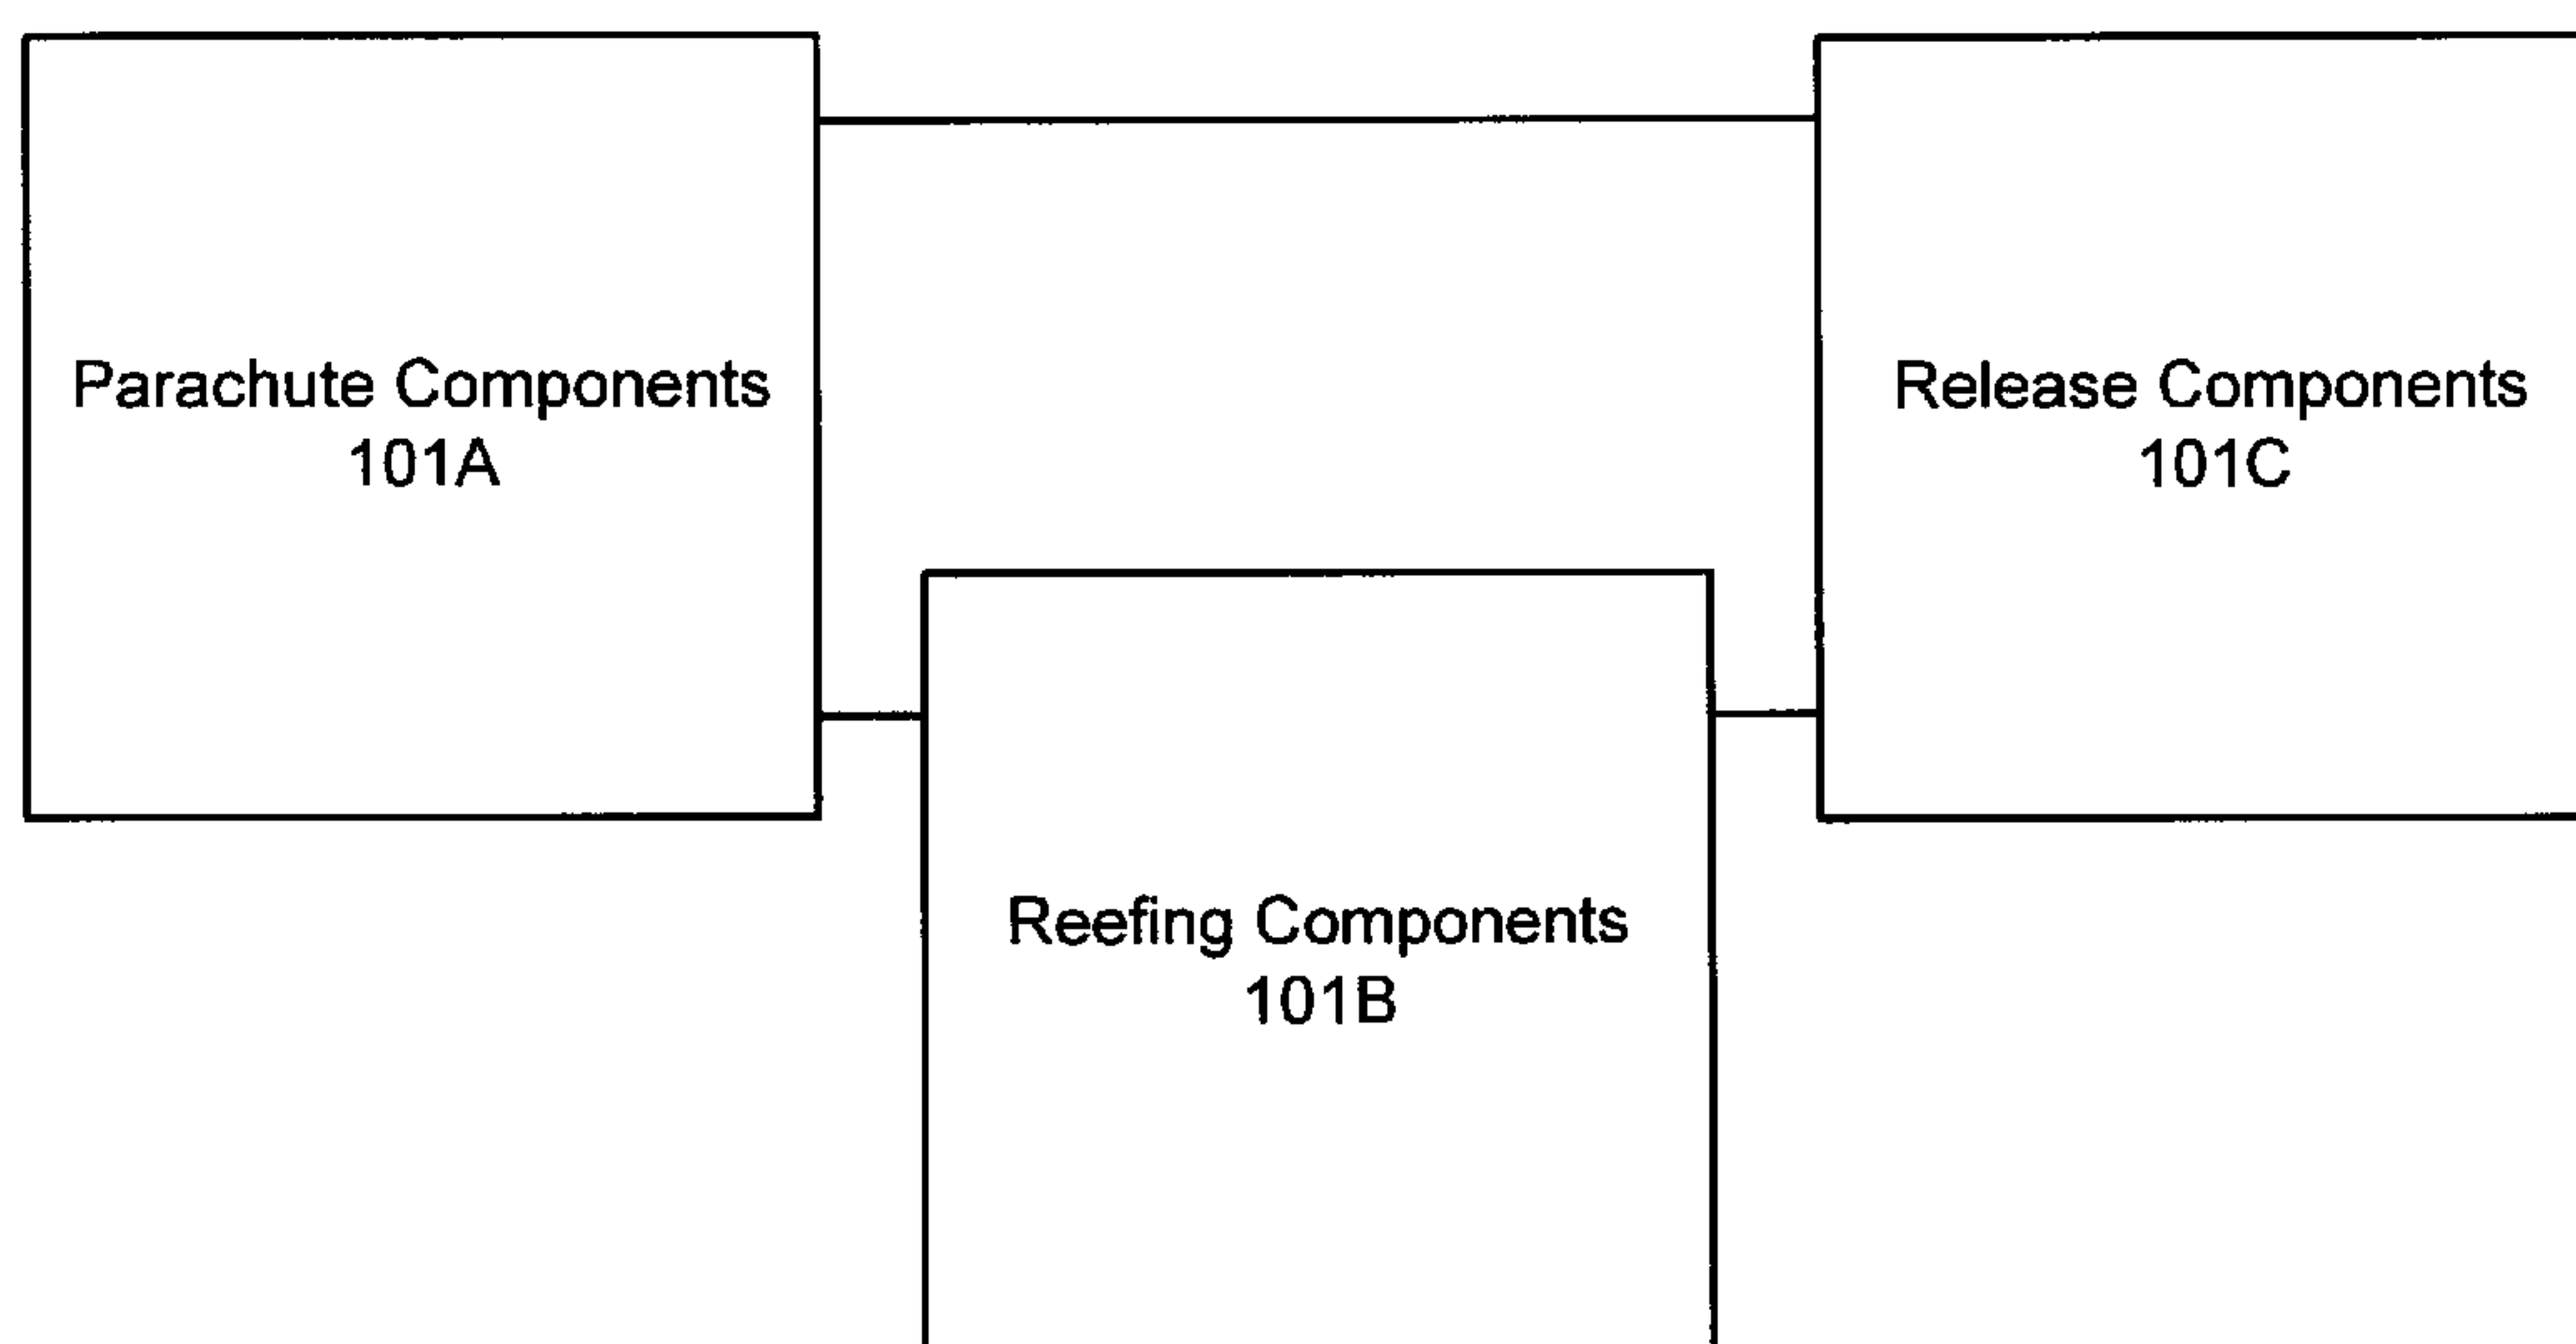 Parachute Components
101A
Release Components
101C
Reefing Components
101B